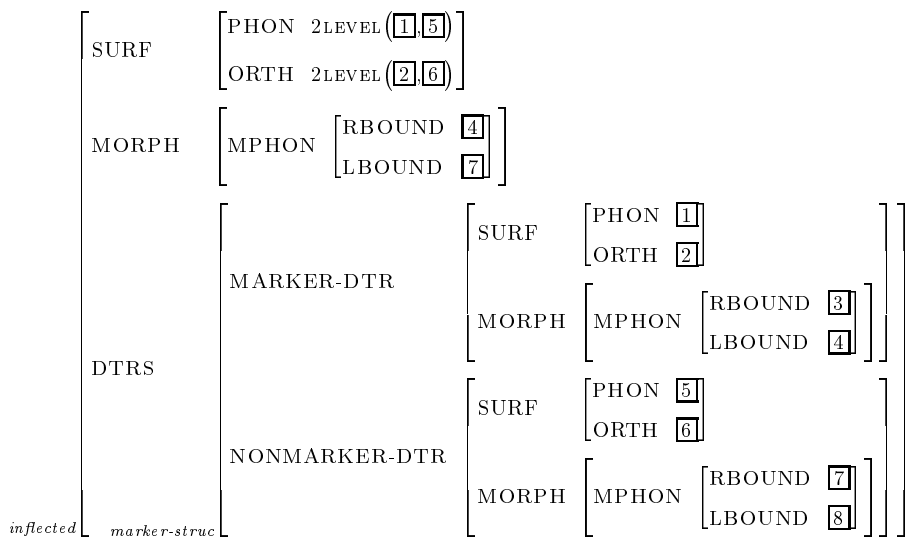 PHON 2LEVEL(1,5)
SURF
ORTH 2LEVEL(2,6)
RBOUND 4
MORPH MPHON
LBOUND 7
PHON 1
SURF
ORTH 2
MARKER-DTR
RBOUND 3
MORPH MPHON
LBOUND 4
DTRS
PHON 5
SURF
ORTH 6
NONMARKER-DTR
RBOUND 7
MORPH MPHON
LBOUND 8
inflected marker-struc